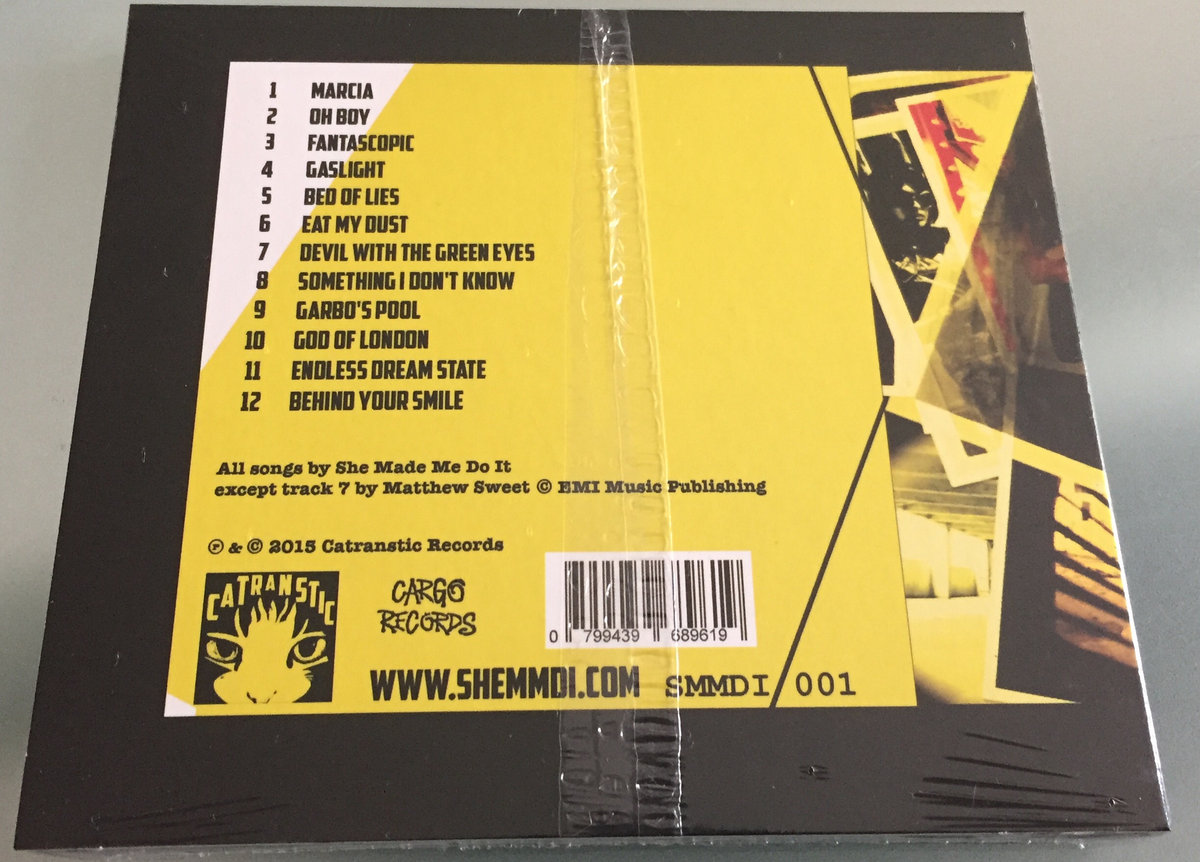 1 MARCIA
2 OH BOY
3 FANTASCOPIC
4 GASLIGHT
5 BED OF LIES
6 EAT MY DUST
7 DEVIL WITH THE GREEN EYES
8 SOMETHING I DON'T KNOW
9 GARBO'S POOL
10 GOD OF LONDON
11 ENDLESS DREAM STATE
12 BEHIND YOUR SMILE
All songs by She Made Me Do It
except track 7 by Matthew Sweet © EMI Music Publishing
℗ & © 2015 Catranstic Records
CATRANSTIC
CARGO
RECORDS
0 799439 689619
WWW.SHEMMDI.COM SMMDI 001